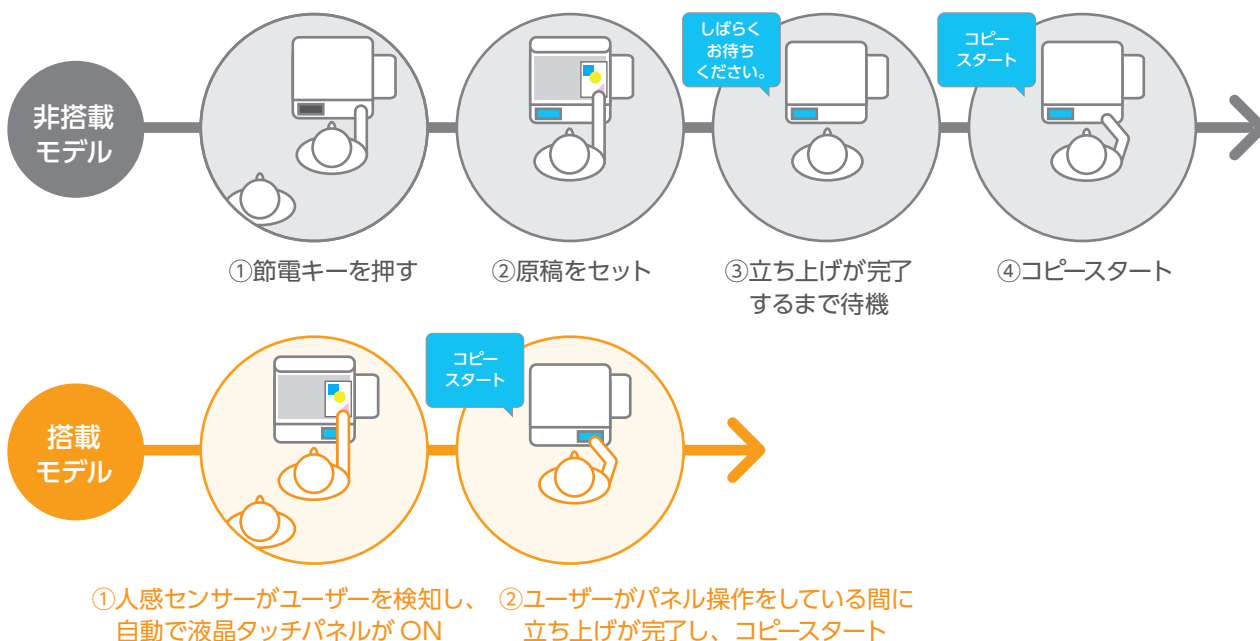 非搭載
モデル
しばらく
お待ち
ください。
コピー
スタート
①節電キーを押す
②原稿をセット
③立ち上げが完了
するまで待機
④コピースタート
搭載
モデル
コピー
スタート
①人感センサーがユーザーを検知し、
自動で液晶タッチパネルが ON
②ユーザーがパネル操作をしている間に
立ち上げが完了し、コピースタート